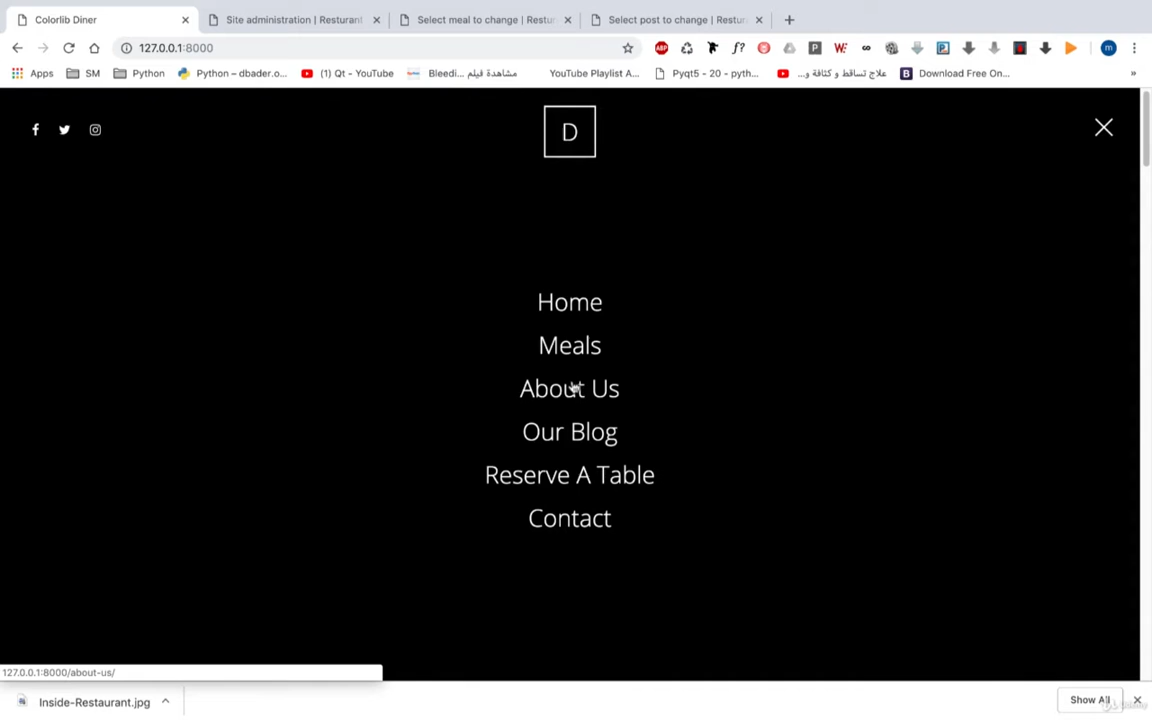 Colorlib Diner
Site administration | Resturant
Select meal to change | Restur
Select post to change | Restur
127.0.0.1:8000
ABP
f?
P
W
P
m
Apps
SM
Python
Python – dbader.o...
(1) Qt - YouTube
Bleedi... مشاهدة فيلم
YouTube Playlist A...
Pyqt5 - 20 - pyth...
علاج تساقط و كثافة و...
B
Download Free On...
»
D
Home
Meals
About Us
Our Blog
Reserve A Table
Contact
127.0.0.1:8000/about-us/
Inside-Restaurant.jpg
Show All